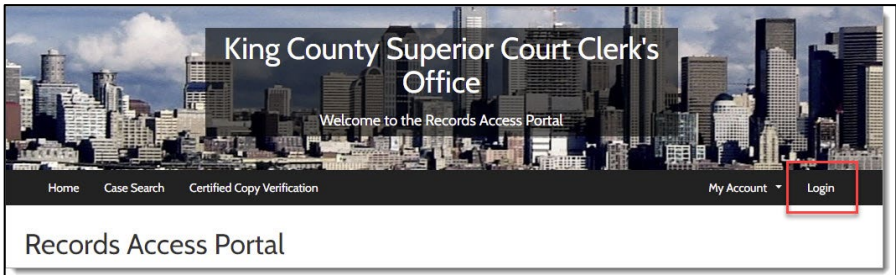 King County Superior Court Clerk's
Office
Welcome to the Records Access Portal
Home Case Search Certified Copy Verification My Account Login
Records Access Portal